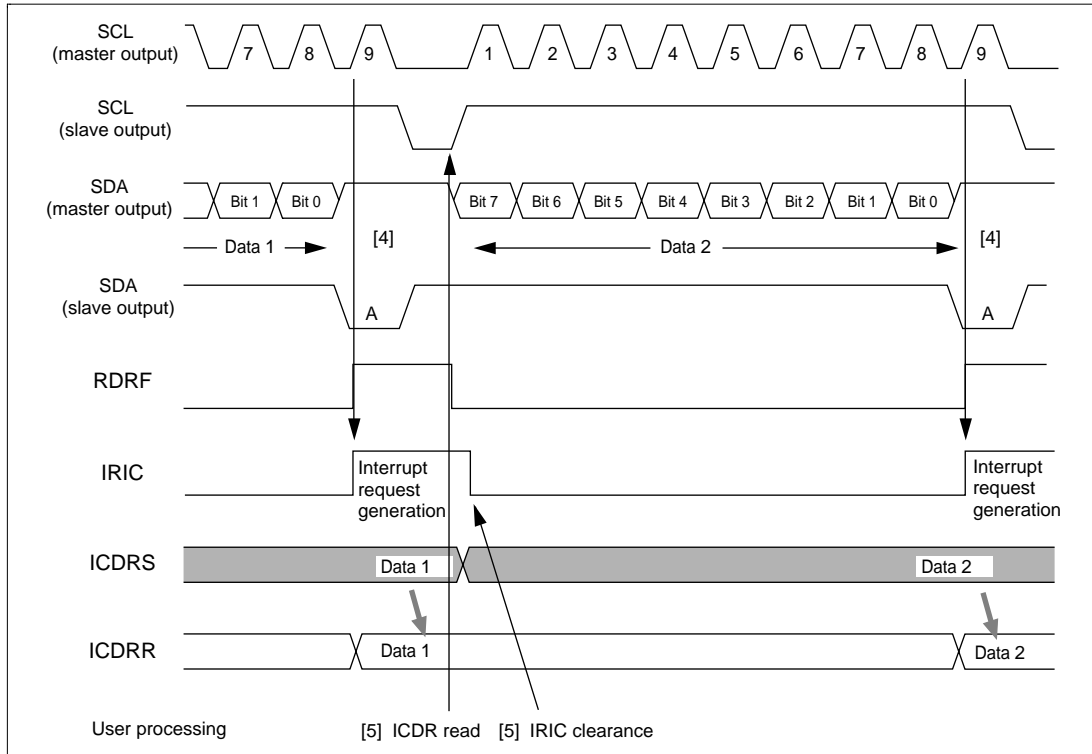 SCL
(master output)
7 8 9 1 2 3 4 5 6 7 8 9
SCL
(slave output)
SDA
(master output)
Bit 1 Bit 0 Bit 7 Bit 6 Bit 5 Bit 4 Bit 3 Bit 2 Bit 1 Bit 0
Data 1 [4] Data 2 [4]
SDA
(slave output)
A A
RDRF
IRIC
Interrupt
request
generation
Interrupt
request
generation
ICDRS
Data 1 Data 2
ICDRR
Data 1 Data 2
User processing [5] ICDR read [5] IRIC clearance